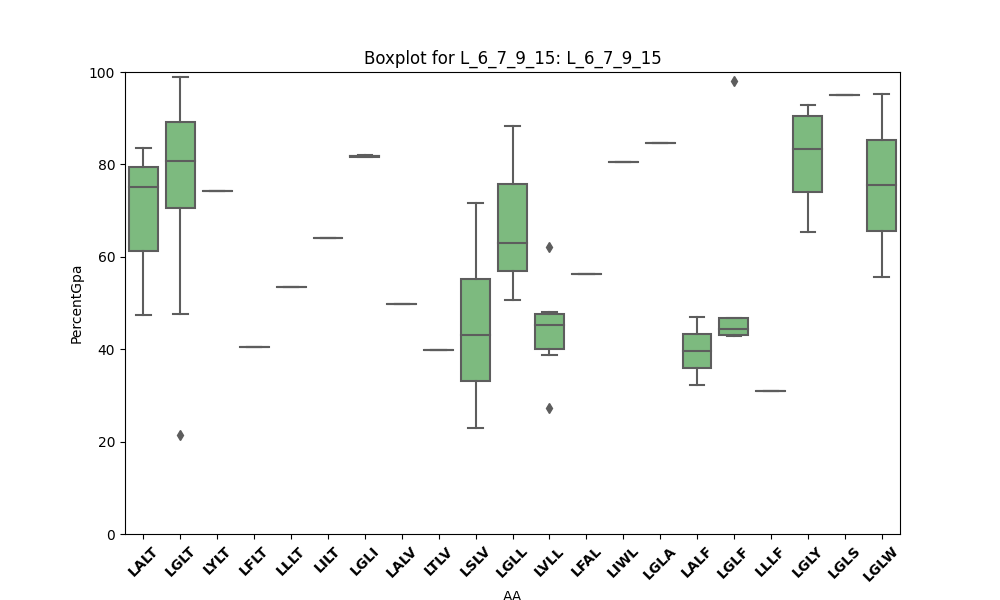 Boxplot for L_6_7_9_15: L_6_7_9_15
100
80
60
40
20
0
PercentGpa
LALT LGLT LYLT LFLT LLLT LILT LGLI LALV LTLV LSLV LGLL LVLL LFAL LIWL LGLA LALF LGLF LLLF LGLY LGLS LGLW
AA